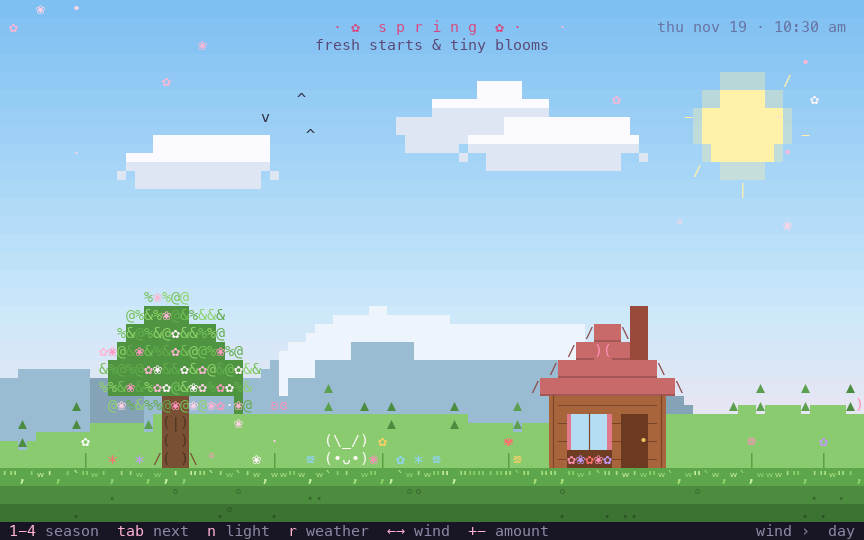 · ✿ spring ✿ ·
thu nov 19 · 10:30 am
fresh starts & tiny blooms
1—4 season tab next n light r weather ←→ wind +− amount wind › day